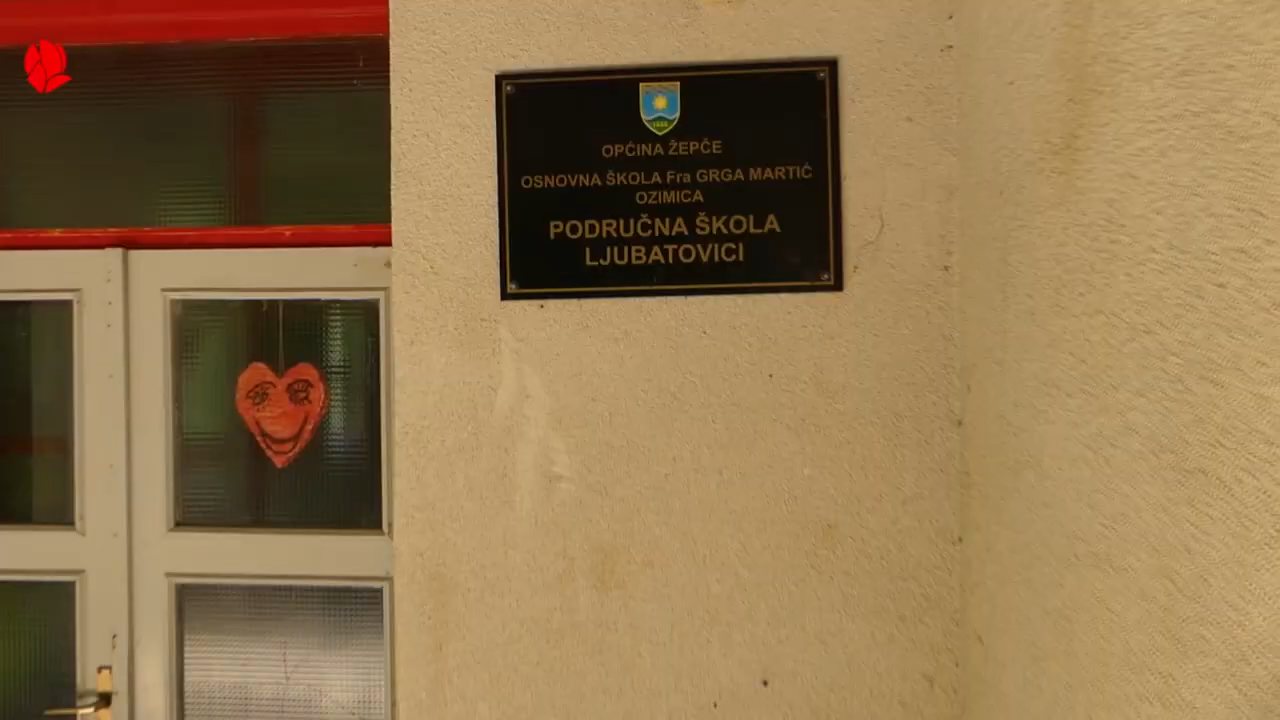 OPĆINA ŽEPČE
OSNOVNA ŠKOLA Fra GRGA MARTIĆ
OZIMICA
PODRUČNA ŠKOLA
LJUBATOVICI